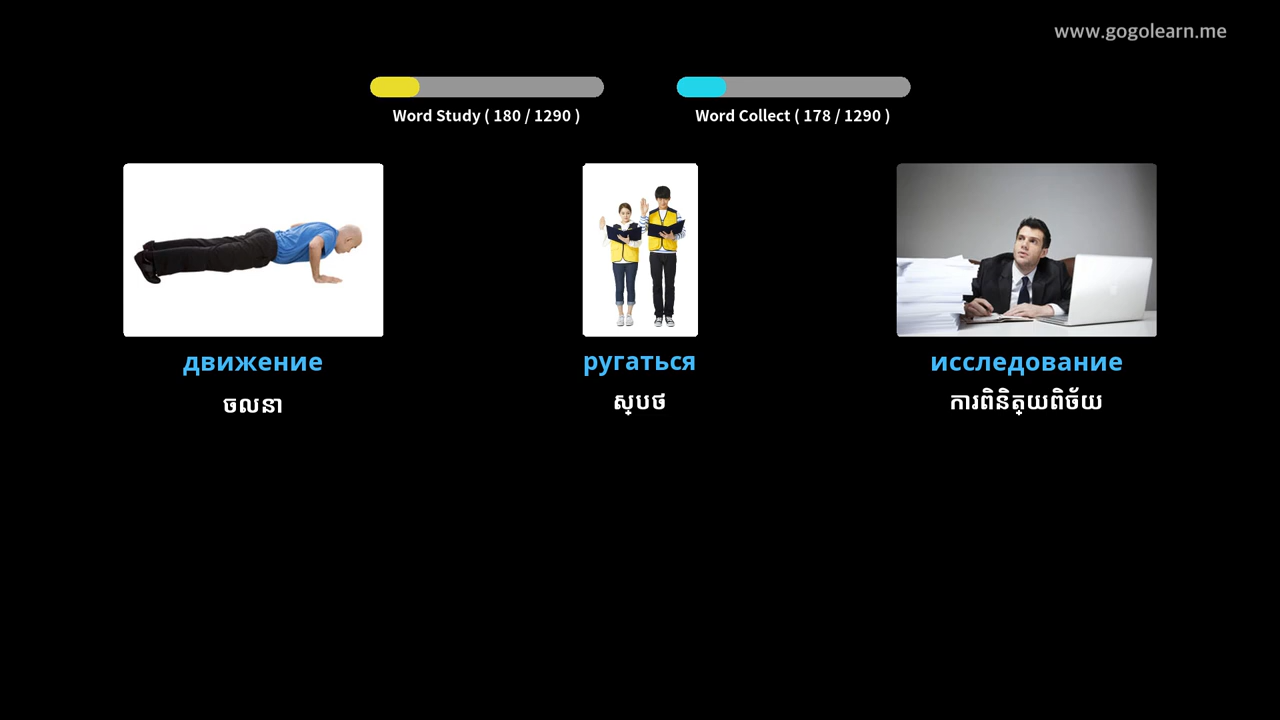 www.gogolearn.me
Word Study ( 180 / 1290 )
Word Collect ( 178 / 1290 )
движение
ругаться
исследование
ចលនា
ស្បថ
ការពិនិត្យពិច័យ